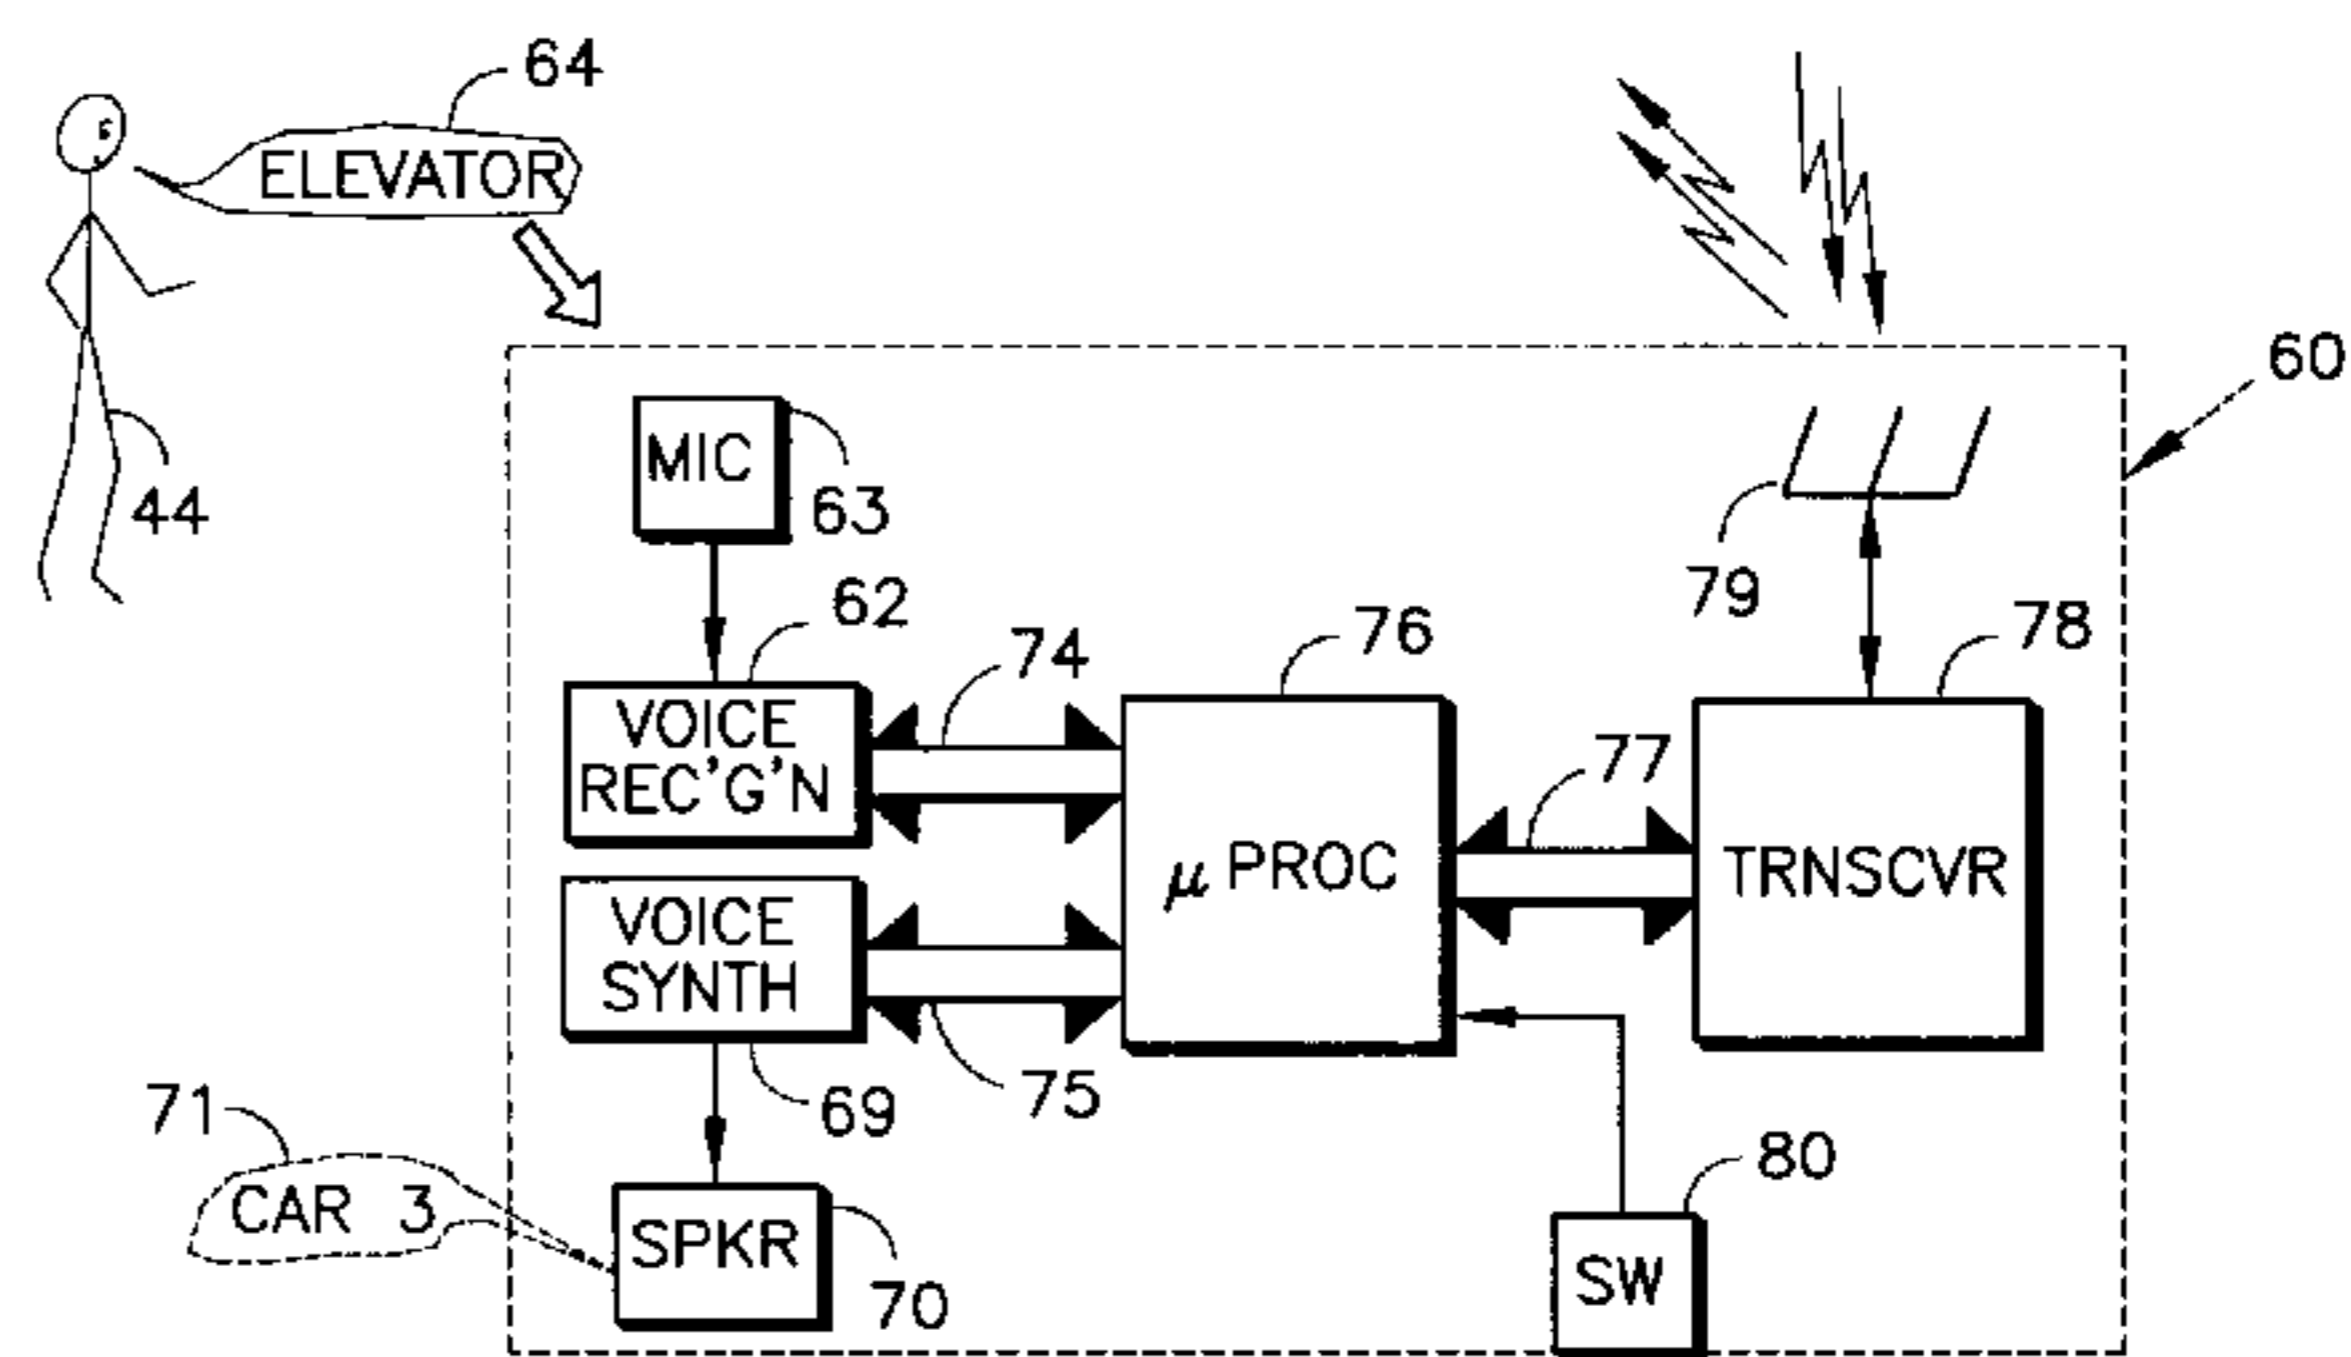 64
ELEVATOR
60
MIC
63
44
79
62
76
78
74
VOICE
REC'G'N
77
μ PROC
TRNSCVR
VOICE
SYNTH
75
69
71
80
CAR 3
SPKR
SW
70